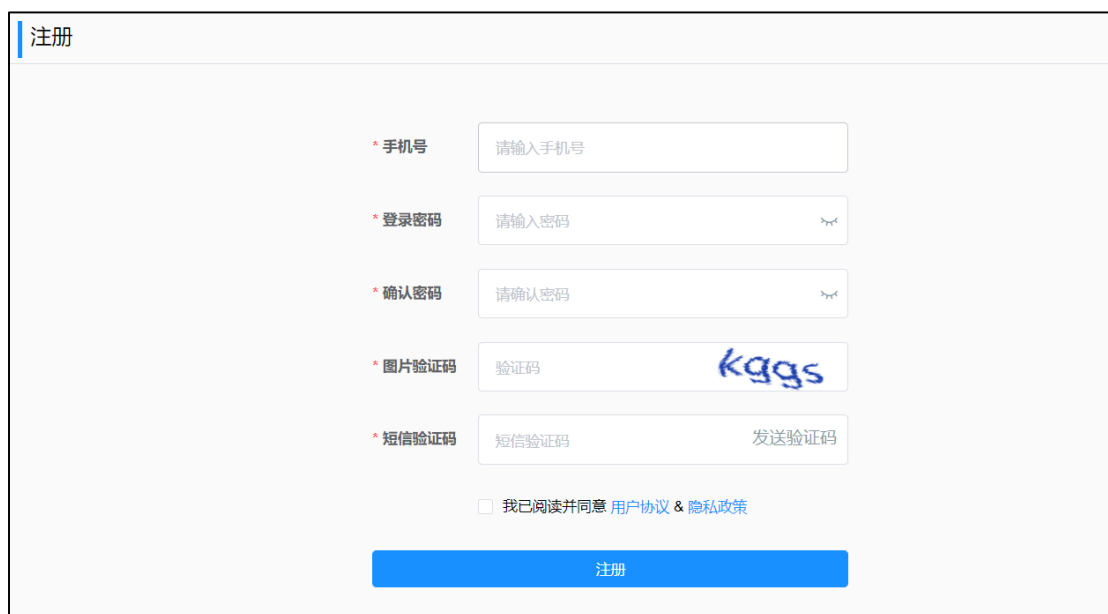 注册
* 手机号 请输入手机号
* 登录密码 请输入密码
* 确认密码 请确认密码
* 图片验证码 验证码
* 短信验证码 短信验证码 发送验证码
我已阅读并同意 用户协议 & 隐私政策
注册